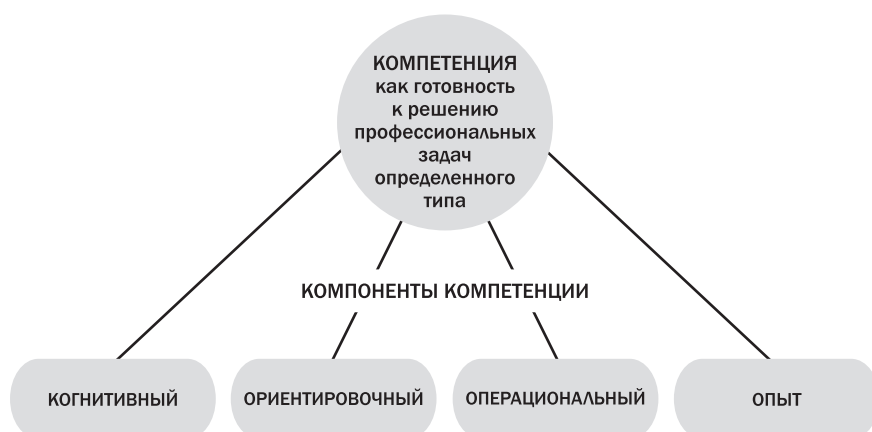 КОМПЕТЕНЦИЯ
как готовность
к решению
профессиональных
задач
определенного
типа
КОМПОНЕНТЫ КОМПЕТЕНЦИИ
КОГНИТИВНЫЙ
ОРИЕНТИРОВОЧНЫЙ
ОПЕРАЦИОНАЛЬНЫЙ
ОПЫТ